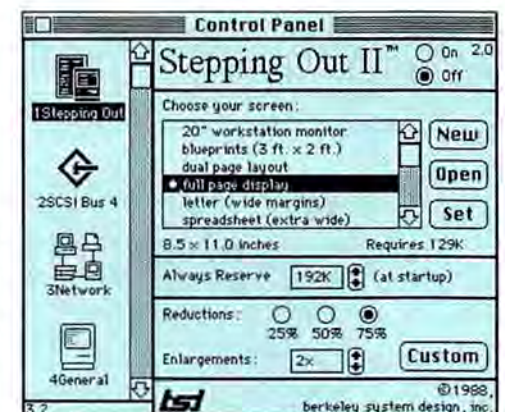 Control Panel
1Stepping Out
2SCSI Bus 4
3Network
4General
3.2
Stepping Out II™
On
2.0
Off
Choose your screen:
20" workstation monitor
blueprints (3 ft. x 2 ft.)
dual page layout
full page display
letter (wide margins)
spreadsheet (extra wide)
New
Open
Set
8.5 x 11.0 inches
Requires 129K
Always Reserve 192K (at startup)
Reductions:
25% 50% 75%
Enlargements: 2x
Custom
bsd
©1988,
berkeley system design, inc.